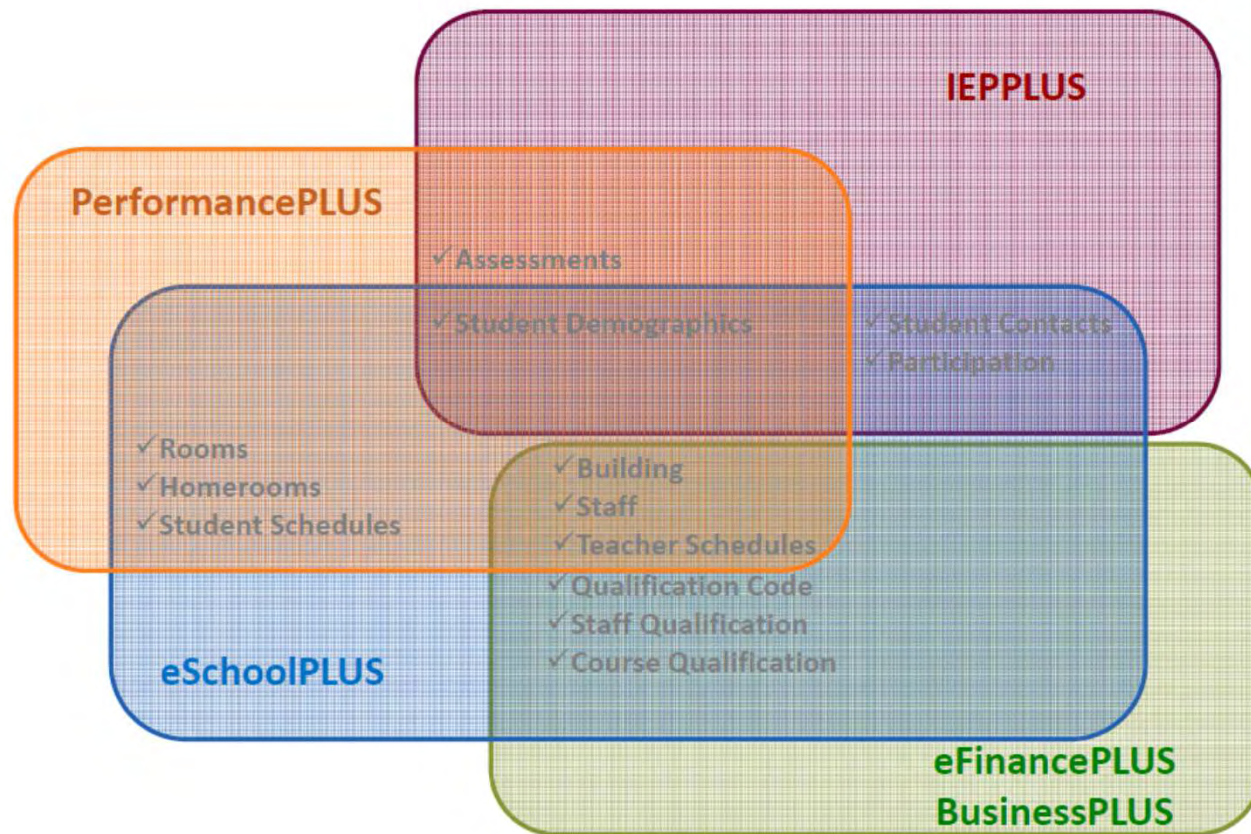 IEPPLUS
PerformancePLUS
✓Assessments
✓Student Demographics
✓Student Contacts
✓Participation
✓Rooms
✓Homerooms
✓Student Schedules
✓Building
✓Staff
✓Teacher Schedules
✓Qualification Code
✓Staff Qualification
✓Course Qualification
eSchoolPLUS
eFinancePLUS
BusinessPLUS